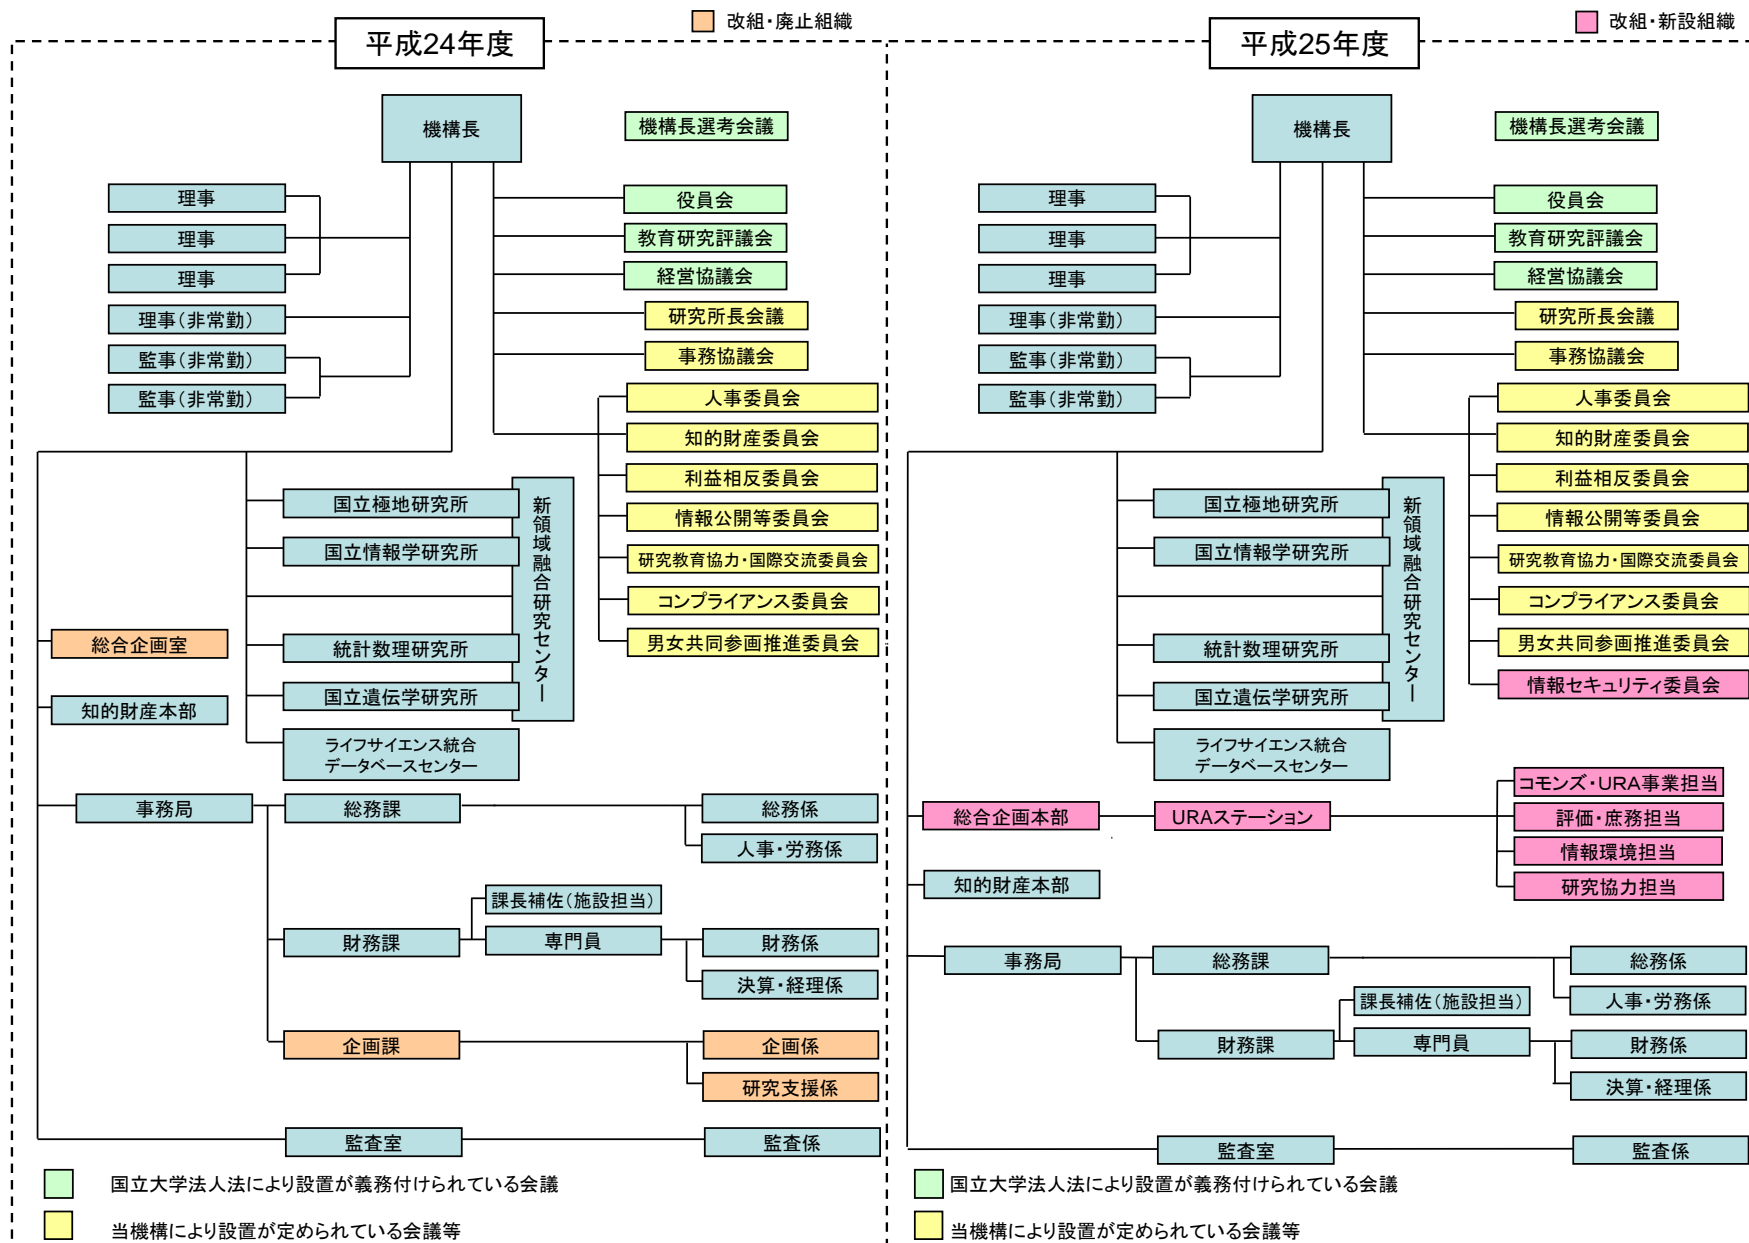 平成24年度
改組・廃止組織
機構長
機構長選考会議
理事
理事
理事
理事(非常勤)
監事(非常勤)
監事(非常勤)
役員会
教育研究評議会
経営協議会
研究所長会議
事務協議会
人事委員会
知的財産委員会
利益相反委員会
情報公開等委員会
研究教育協力・国際交流委員会
コンプライアンス委員会
男女共同参画推進委員会
国立極地研究所
国立情報学研究所
統計数理研究所
国立遺伝学研究所
新領域融合研究センター
ライフサイエンス統合
データベースセンター
総合企画室
知的財産本部
事務局
総務課
総務係
人事・労務係
課長補佐(施設担当)
財務課
専門員
財務係
決算・経理係
企画課
企画係
研究支援係
監査室
監査係
国立大学法人法により設置が義務付けられている会議
当機構により設置が定められている会議等
平成25年度
改組・新設組織
機構長
機構長選考会議
理事
理事
理事
理事(非常勤)
監事(非常勤)
監事(非常勤)
役員会
教育研究評議会
経営協議会
研究所長会議
事務協議会
人事委員会
知的財産委員会
利益相反委員会
情報公開等委員会
研究教育協力・国際交流委員会
コンプライアンス委員会
男女共同参画推進委員会
情報セキュリティ委員会
国立極地研究所
国立情報学研究所
統計数理研究所
国立遺伝学研究所
新領域融合研究センター
ライフサイエンス統合
データベースセンター
総合企画本部
URAステーション
コモンズ・URA事業担当
評価・庶務担当
情報環境担当
研究協力担当
知的財産本部
事務局
総務課
総務係
人事・労務係
課長補佐(施設担当)
財務課
専門員
財務係
決算・経理係
監査室
監査係
国立大学法人法により設置が義務付けられている会議
当機構により設置が定められている会議等